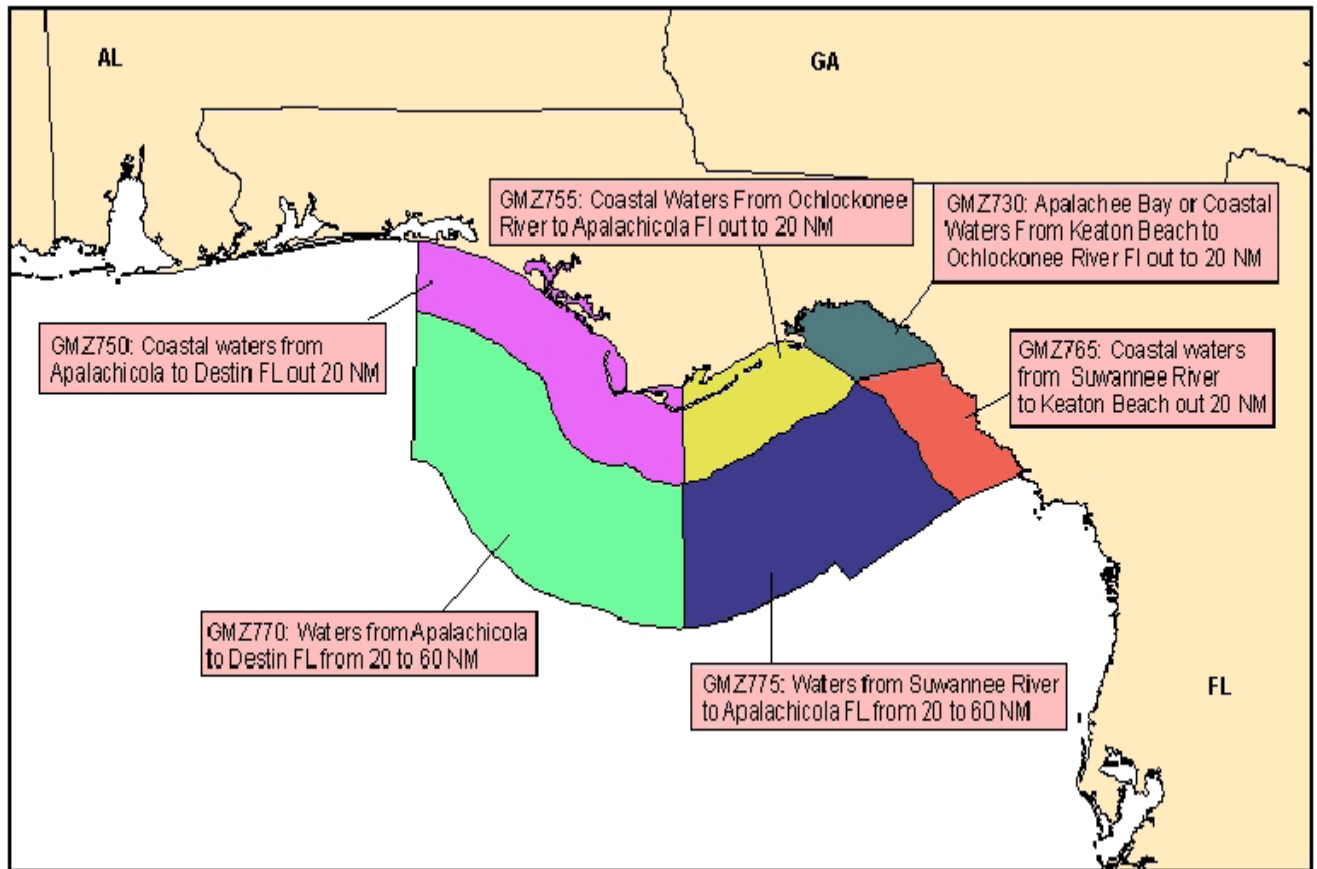 AL
GA
GMZ755: Coastal Waters From Ochlockonee
River to Apalachicola Fl out to 20 NM
GMZ730: Apalachee Bay or Coastal
Waters From Keaton Beach to
Ochlockonee River Fl out to 20 NM
GMZ750: Coastal waters from
Apalachicola to Destin FL out 20 NM
GMZ765: Coastal waters
from Suwannee River
to Keaton Beach out 20 NM
GMZ770: Waters from Apalachicola
to Destin FL from 20 to 60 NM
GMZ775: Waters from Suwannee River
to Apalachicola FL from 20 to 60 NM
FL